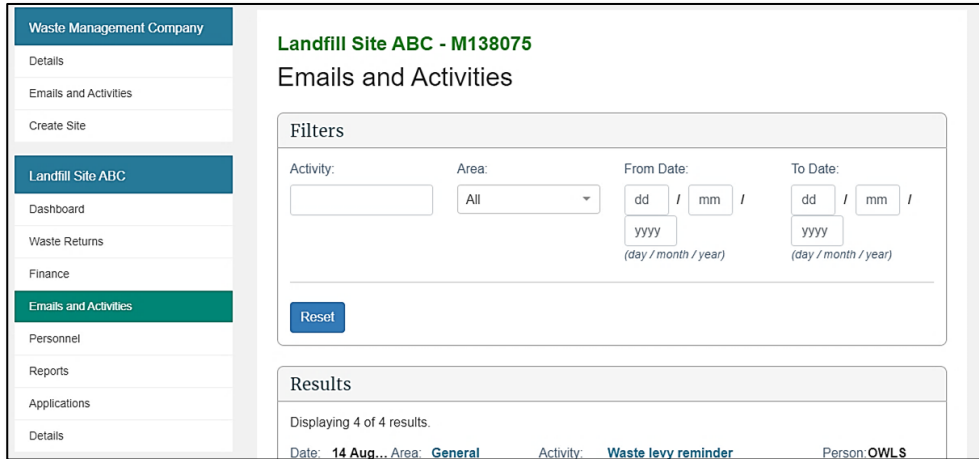 Waste Management Company
Details
Emails and Activities
Create Site
Landfill Site ABC
Dashboard
Waste Returns
Finance
Emails and Activities
Personnel
Reports
Applications
Details
Landfill Site ABC - M138075
Emails and Activities
Filters
Activity: Area: From Date: To Date:
All dd / mm / dd / mm /
yyyy yyyy
(day / month / year) (day / month / year)
Reset
Results
Displaying 4 of 4 results.
Date: 14 Aug... Area: General Activity: Waste levy reminder Person: OWLS